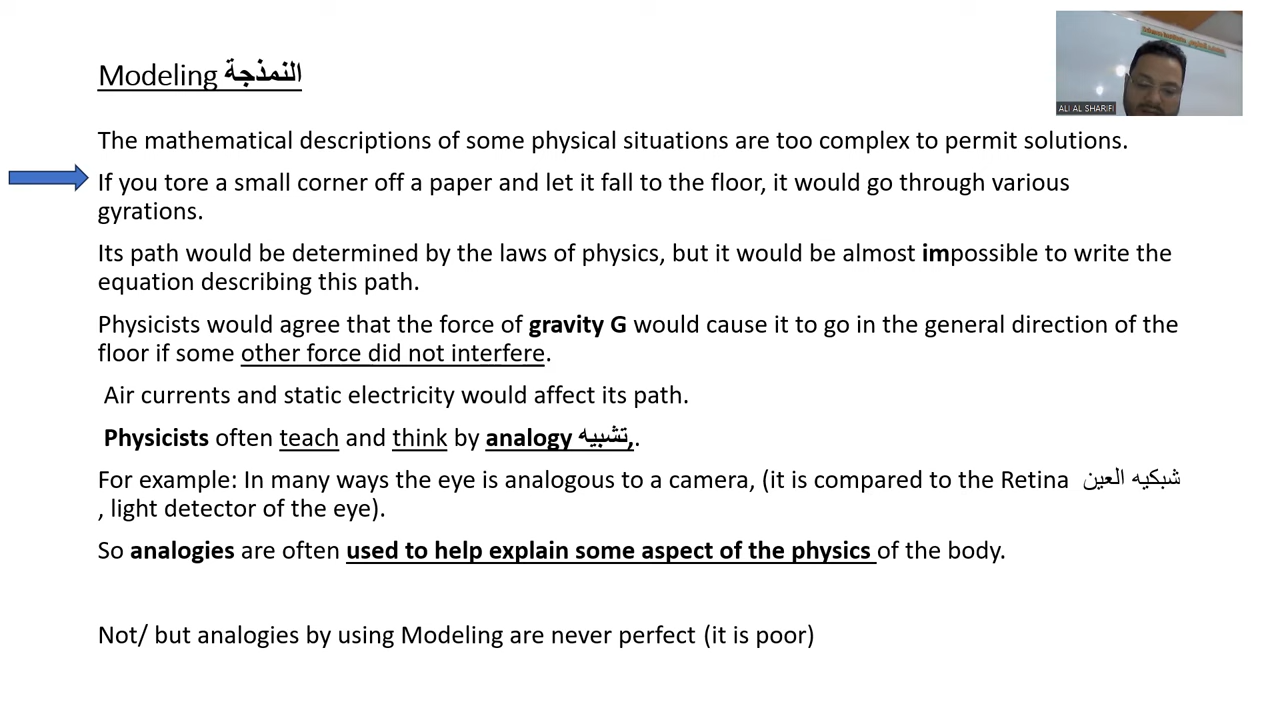 Modeling النمذجة
The mathematical descriptions of some physical situations are too complex to permit solutions.
If you tore a small corner off a paper and let it fall to the floor, it would go through various
gyrations.
Its path would be determined by the laws of physics, but it would be almost impossible to write the
equation describing this path.
Physicists would agree that the force of gravity G would cause it to go in the general direction of the
floor if some other force did not interfere.
Air currents and static electricity would affect its path.
Physicists often teach and think by analogy تشبيه,.
For example: In many ways the eye is analogous to a camera, (it is compared to the Retina شبكيه العين
, light detector of the eye).
So analogies are often used to help explain some aspect of the physics of the body.
Not/ but analogies by using Modeling are never perfect (it is poor)
ALI AL SHARIFI